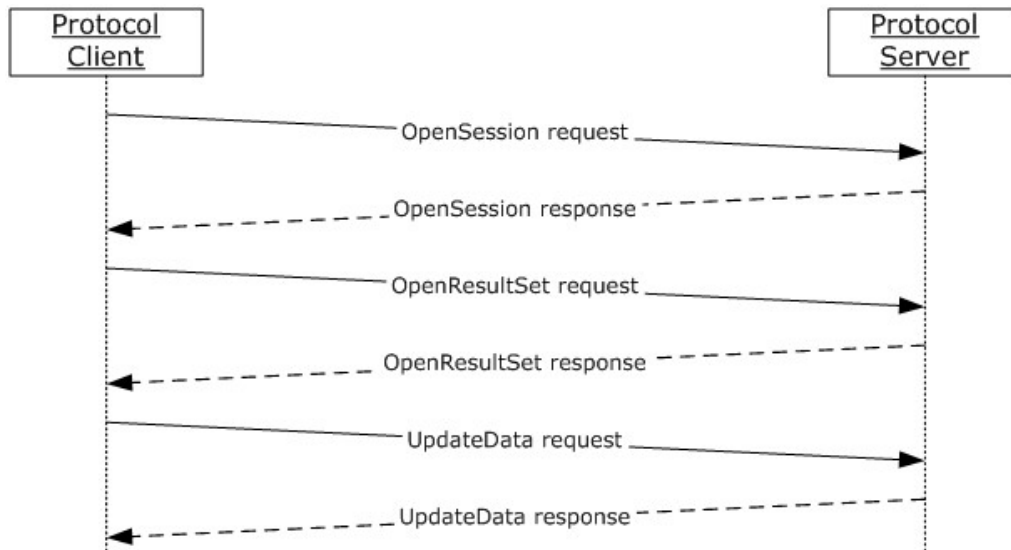 Protocol
Client
Protocol
Server
OpenSession request
OpenSession response
OpenResultSet request
OpenResultSet response
UpdateData request
UpdateData response